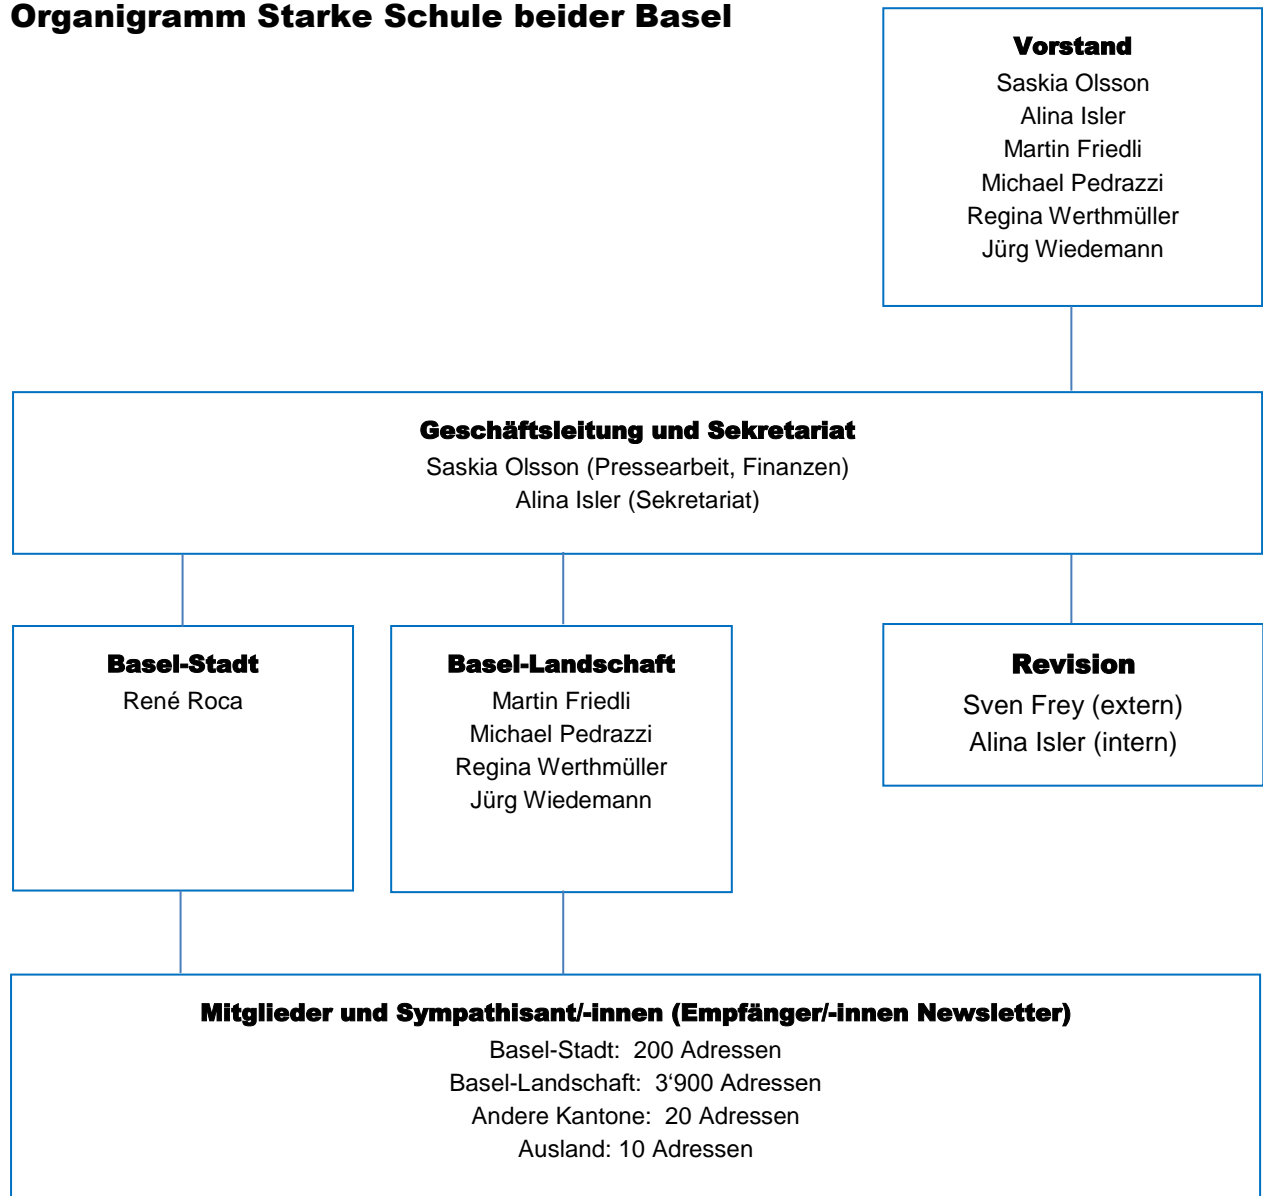 Organigramm Starke Schule beider Basel
Vorstand
Saskia Olsson
Alina Isler
Martin Friedli
Michael Pedrazzi
Regina Werthmüller
Jürg Wiedemann
Geschäftsleitung und Sekretariat
Saskia Olsson (Pressearbeit, Finanzen)
Alina Isler (Sekretariat)
Basel-Stadt
René Roca
Basel-Landschaft
Martin Friedli
Michael Pedrazzi
Regina Werthmüller
Jürg Wiedemann
Revision
Sven Frey (extern)
Alina Isler (intern)
Mitglieder und Sympathisant/-innen (Empfänger/-innen Newsletter)
Basel-Stadt:  200 Adressen
Basel-Landschaft:  3‘900 Adressen
Andere Kantone:  20 Adressen
Ausland: 10 Adressen